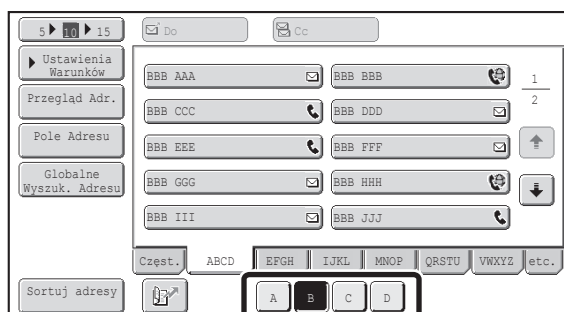 5 10 15
Do
Cc
Ustawienia
Warunków
Przegląd Adr.
Pole Adresu
Globalne
Wyszuk. Adresu
BBB AAA
BBB BBB
BBB CCC
BBB DDD
BBB EEE
BBB FFF
BBB GGG
BBB HHH
BBB III
BBB JJJ
1
2
Częst. ABCD EFGH IJKL MNOP QRSTU VWXYZ etc.
Sortuj adresy
A B C D